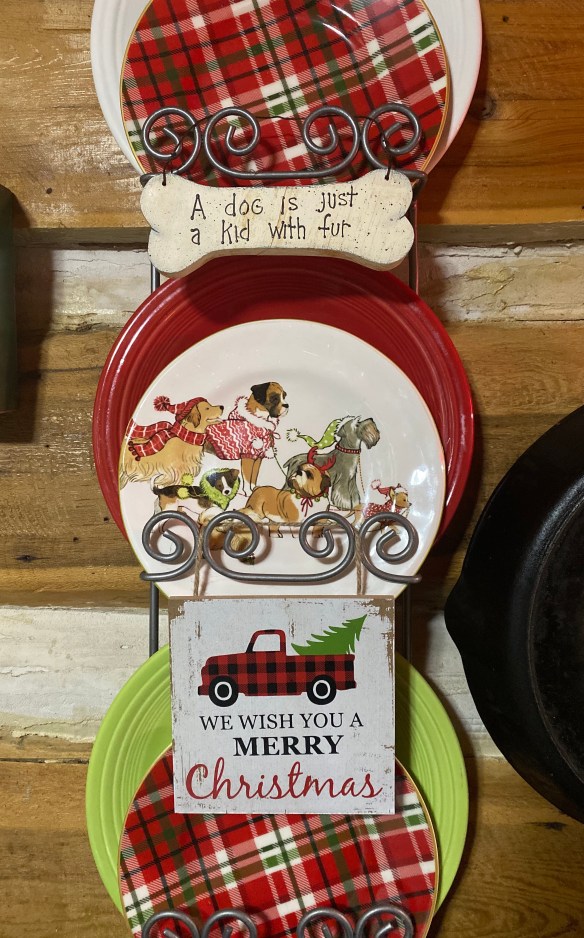 A dog is just
a kid with fur
WE WISH YOU A
MERRY
Christmas